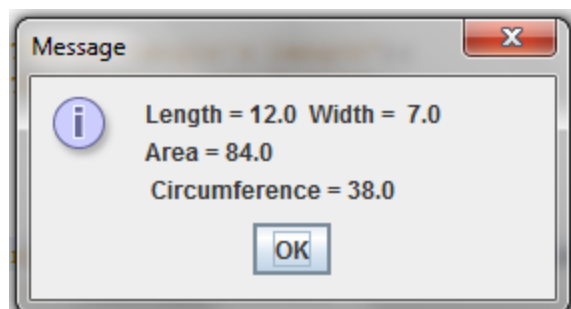 Message
Length = 12.0 Width = 7.0
Area = 84.0
Circumference = 38.0
OK